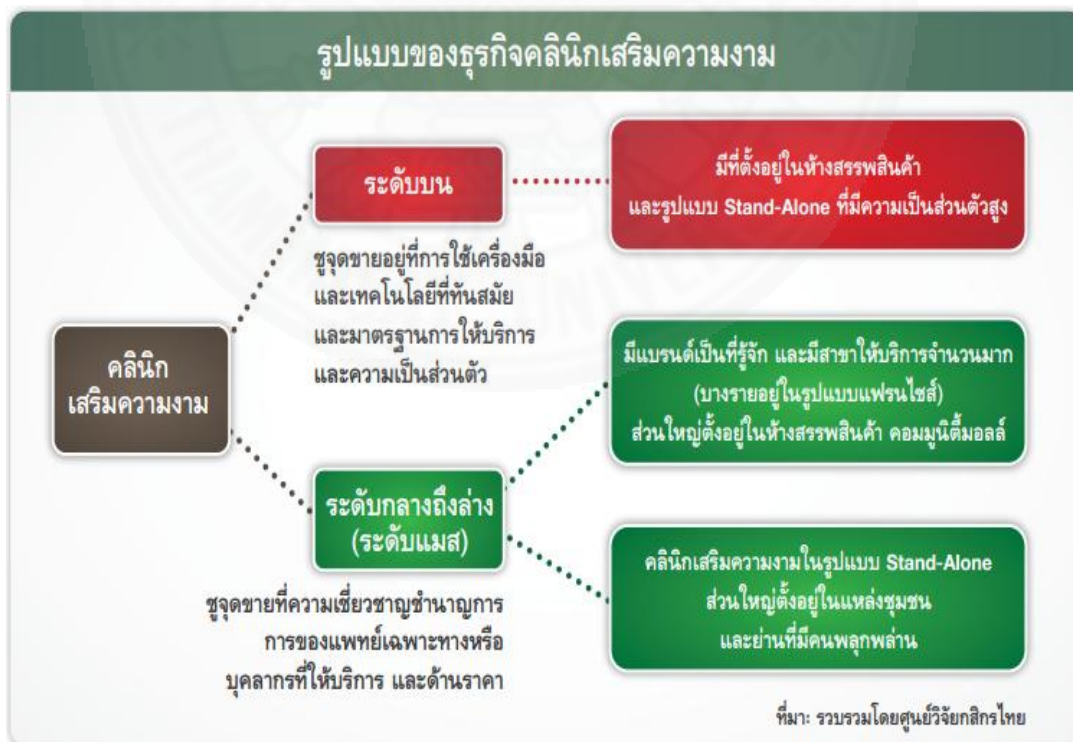 รูปแบบของธุรกิจคลินิกเสริมความงาม
คลินิก
เสริมความงาม
ระดับบน
ชูจุดขายอยู่ที่การใช้เครื่องมือ
และเทคโนโลยีที่ทันสมัย
และมาตรฐานการให้บริการ
และความเป็นส่วนตัว
มีที่ตั้งอยู่ในห้างสรรพสินค้า
และรูปแบบ Stand-Alone ที่มีความเป็นส่วนตัวสูง
ระดับกลางถึงล่าง
(ระดับแมส)
ชูจุดขายที่ความเชี่ยวชาญชำนาญการ
การของแพทย์เฉพาะทางหรือ
บุคลากรที่ให้บริการ และด้านราคา
มีแบรนด์เป็นที่รู้จัก และมีสาขาให้บริการจำนวนมาก
(บางรายอยู่ในรูปแบบแฟรนไชส์)
ส่วนใหญ่ตั้งอยู่ในห้างสรรพสินค้า คอมมูนิตี้มอลล์
คลินิกเสริมความงามในรูปแบบ Stand-Alone
ส่วนใหญ่ตั้งอยู่ในแหล่งชุมชน
และย่านที่มีคนพลุกพล่าน
ที่มา: รวบรวมโดยศูนย์วิจัยกสิกรไทย